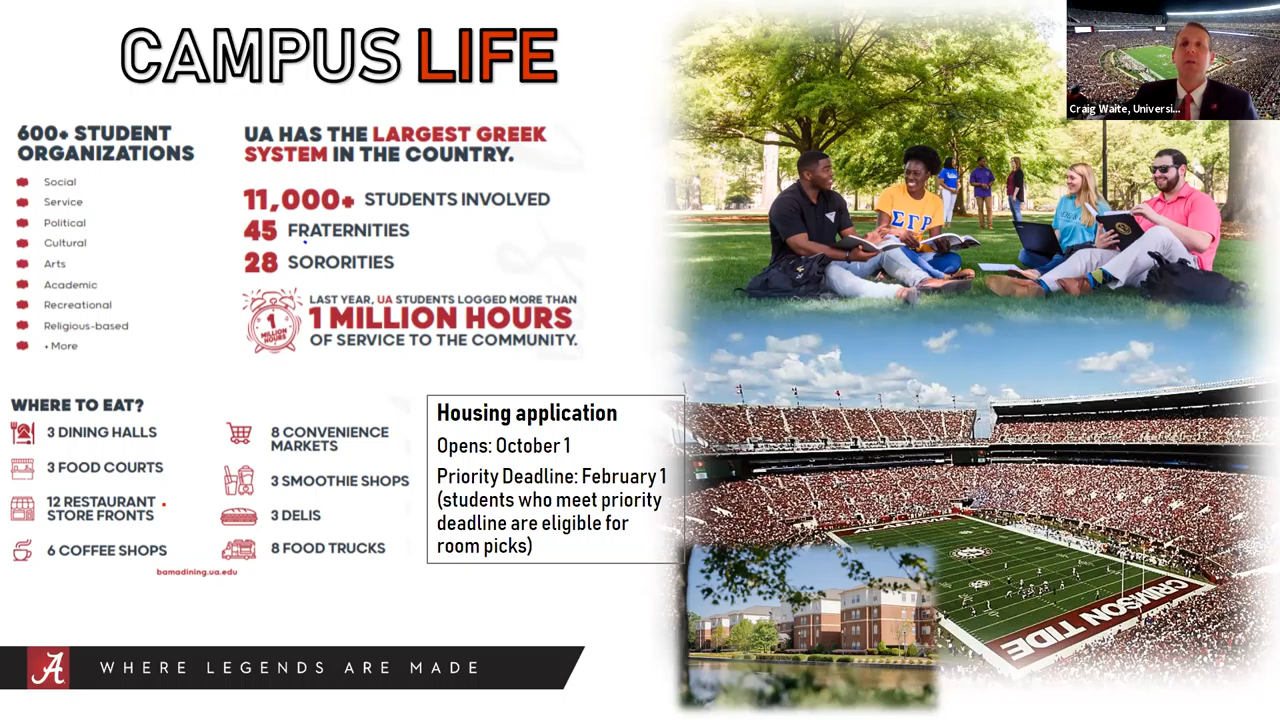 CAMPUS LIFE
600+ STUDENT
ORGANIZATIONS
Social
Service
Political
Cultural
Arts
Academic
Recreational
Religious-based
+ More
UA HAS THE LARGEST GREEK
SYSTEM IN THE COUNTRY.
11,000+ STUDENTS INVOLVED
45 FRATERNITIES
28 SORORITIES
1
MILLION
HOURS
LAST YEAR, UA STUDENTS LOGGED MORE THAN
1 MILLION HOURS
OF SERVICE TO THE COMMUNITY.
WHERE TO EAT?
3 DINING HALLS
3 FOOD COURTS
12 RESTAURANT
STORE FRONTS
6 COFFEE SHOPS
8 CONVENIENCE
MARKETS
3 SMOOTHIE SHOPS
3 DELIS
8 FOOD TRUCKS
bamadining.ua.edu
Housing application
Opens: October 1
Priority Deadline: February 1
(students who meet priority
deadline are eligible for
room picks)
A WHERE LEGENDS ARE MADE
Craig Waite, Universi...
ΣΓΡ
CRIMSON TIDE